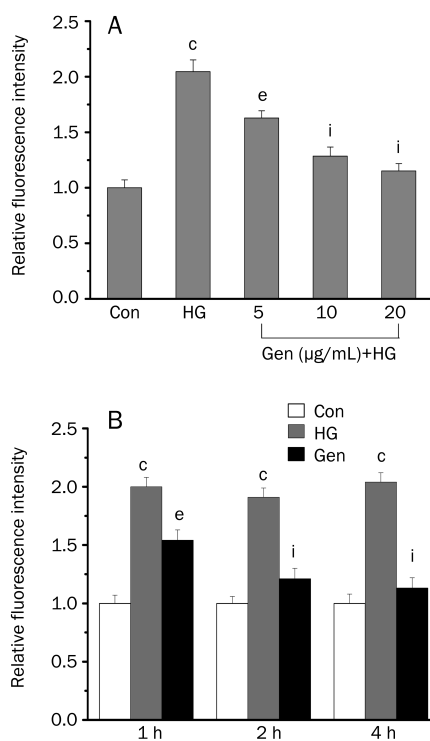 A
Relative fluorescence intensity
2.5
2.0
1.5
1.0
0.5
0.0
c
e
i
i
Con HG 5 10 20
Gen (µg/mL)+HG
B
Con
HG
Gen
Relative fluorescence intensity
2.5
2.0
1.5
1.0
0.5
0.0
c
e
c
i
c
i
1 h 2 h 4 h